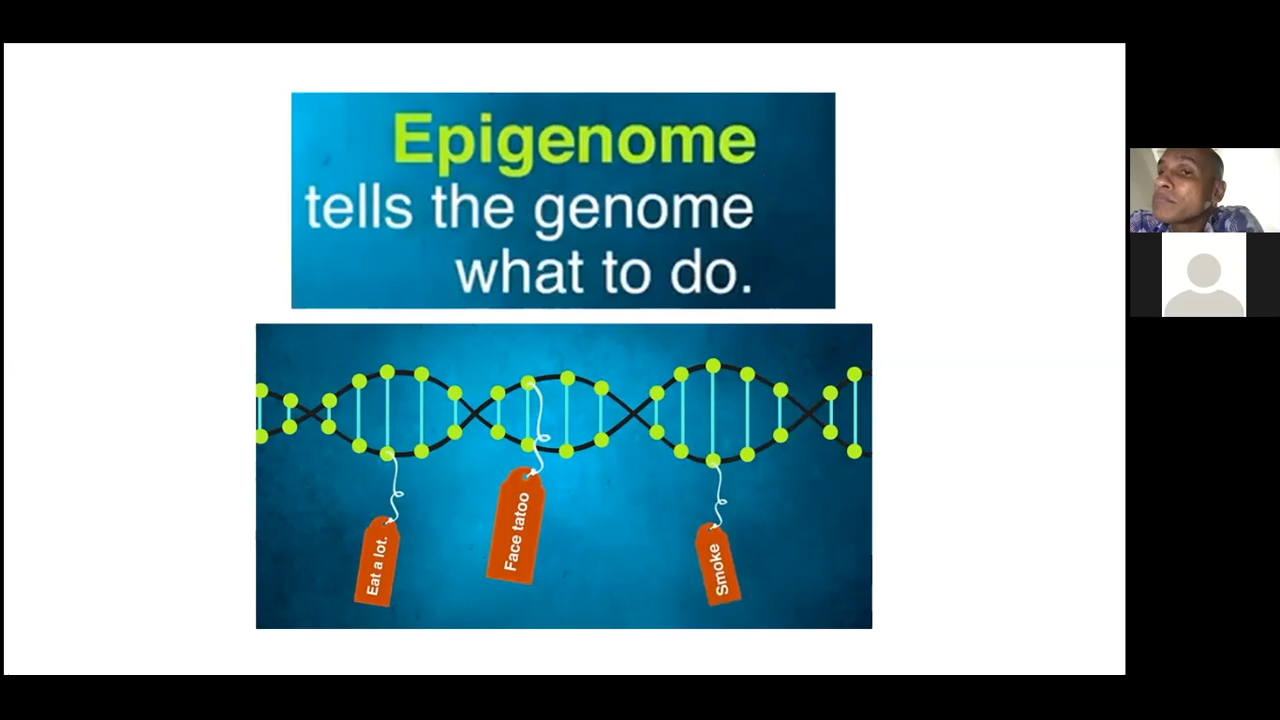 Epigenome
tells the genome
what to do.
Eat a lot.
Face tatoo
Smoke